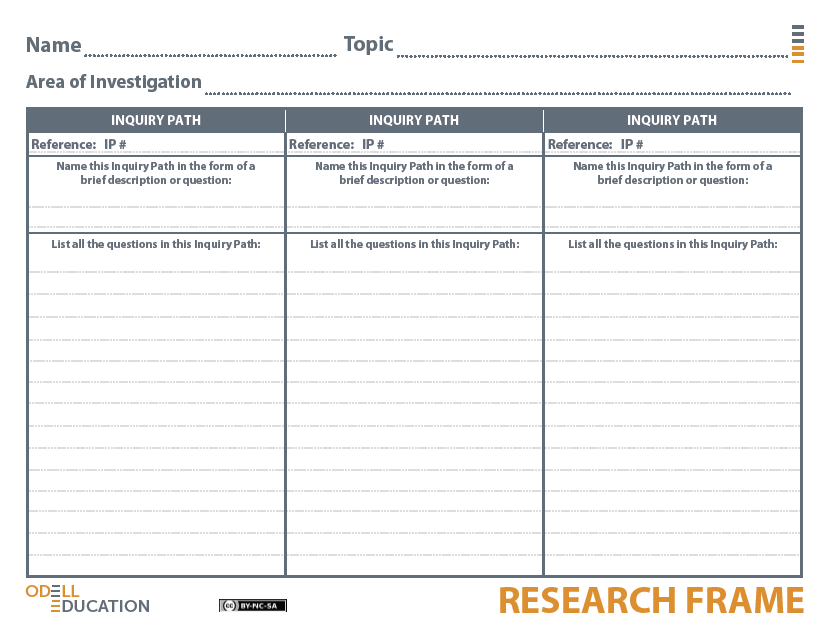 Name Topic
Area of Investigation
INQUIRY PATH INQUIRY PATH INQUIRY PATH
Reference: IP # Reference: IP # Reference: IP #
Name this Inquiry Path in the form of a
brief description or question:
Name this Inquiry Path in the form of a
brief description or question:
Name this Inquiry Path in the form of a
brief description or question:
List all the questions in this Inquiry Path: List all the questions in this Inquiry Path: List all the questions in this Inquiry Path:
ODELL
EDUCATION
cc BY-NC-SA
RESEARCH FRAME